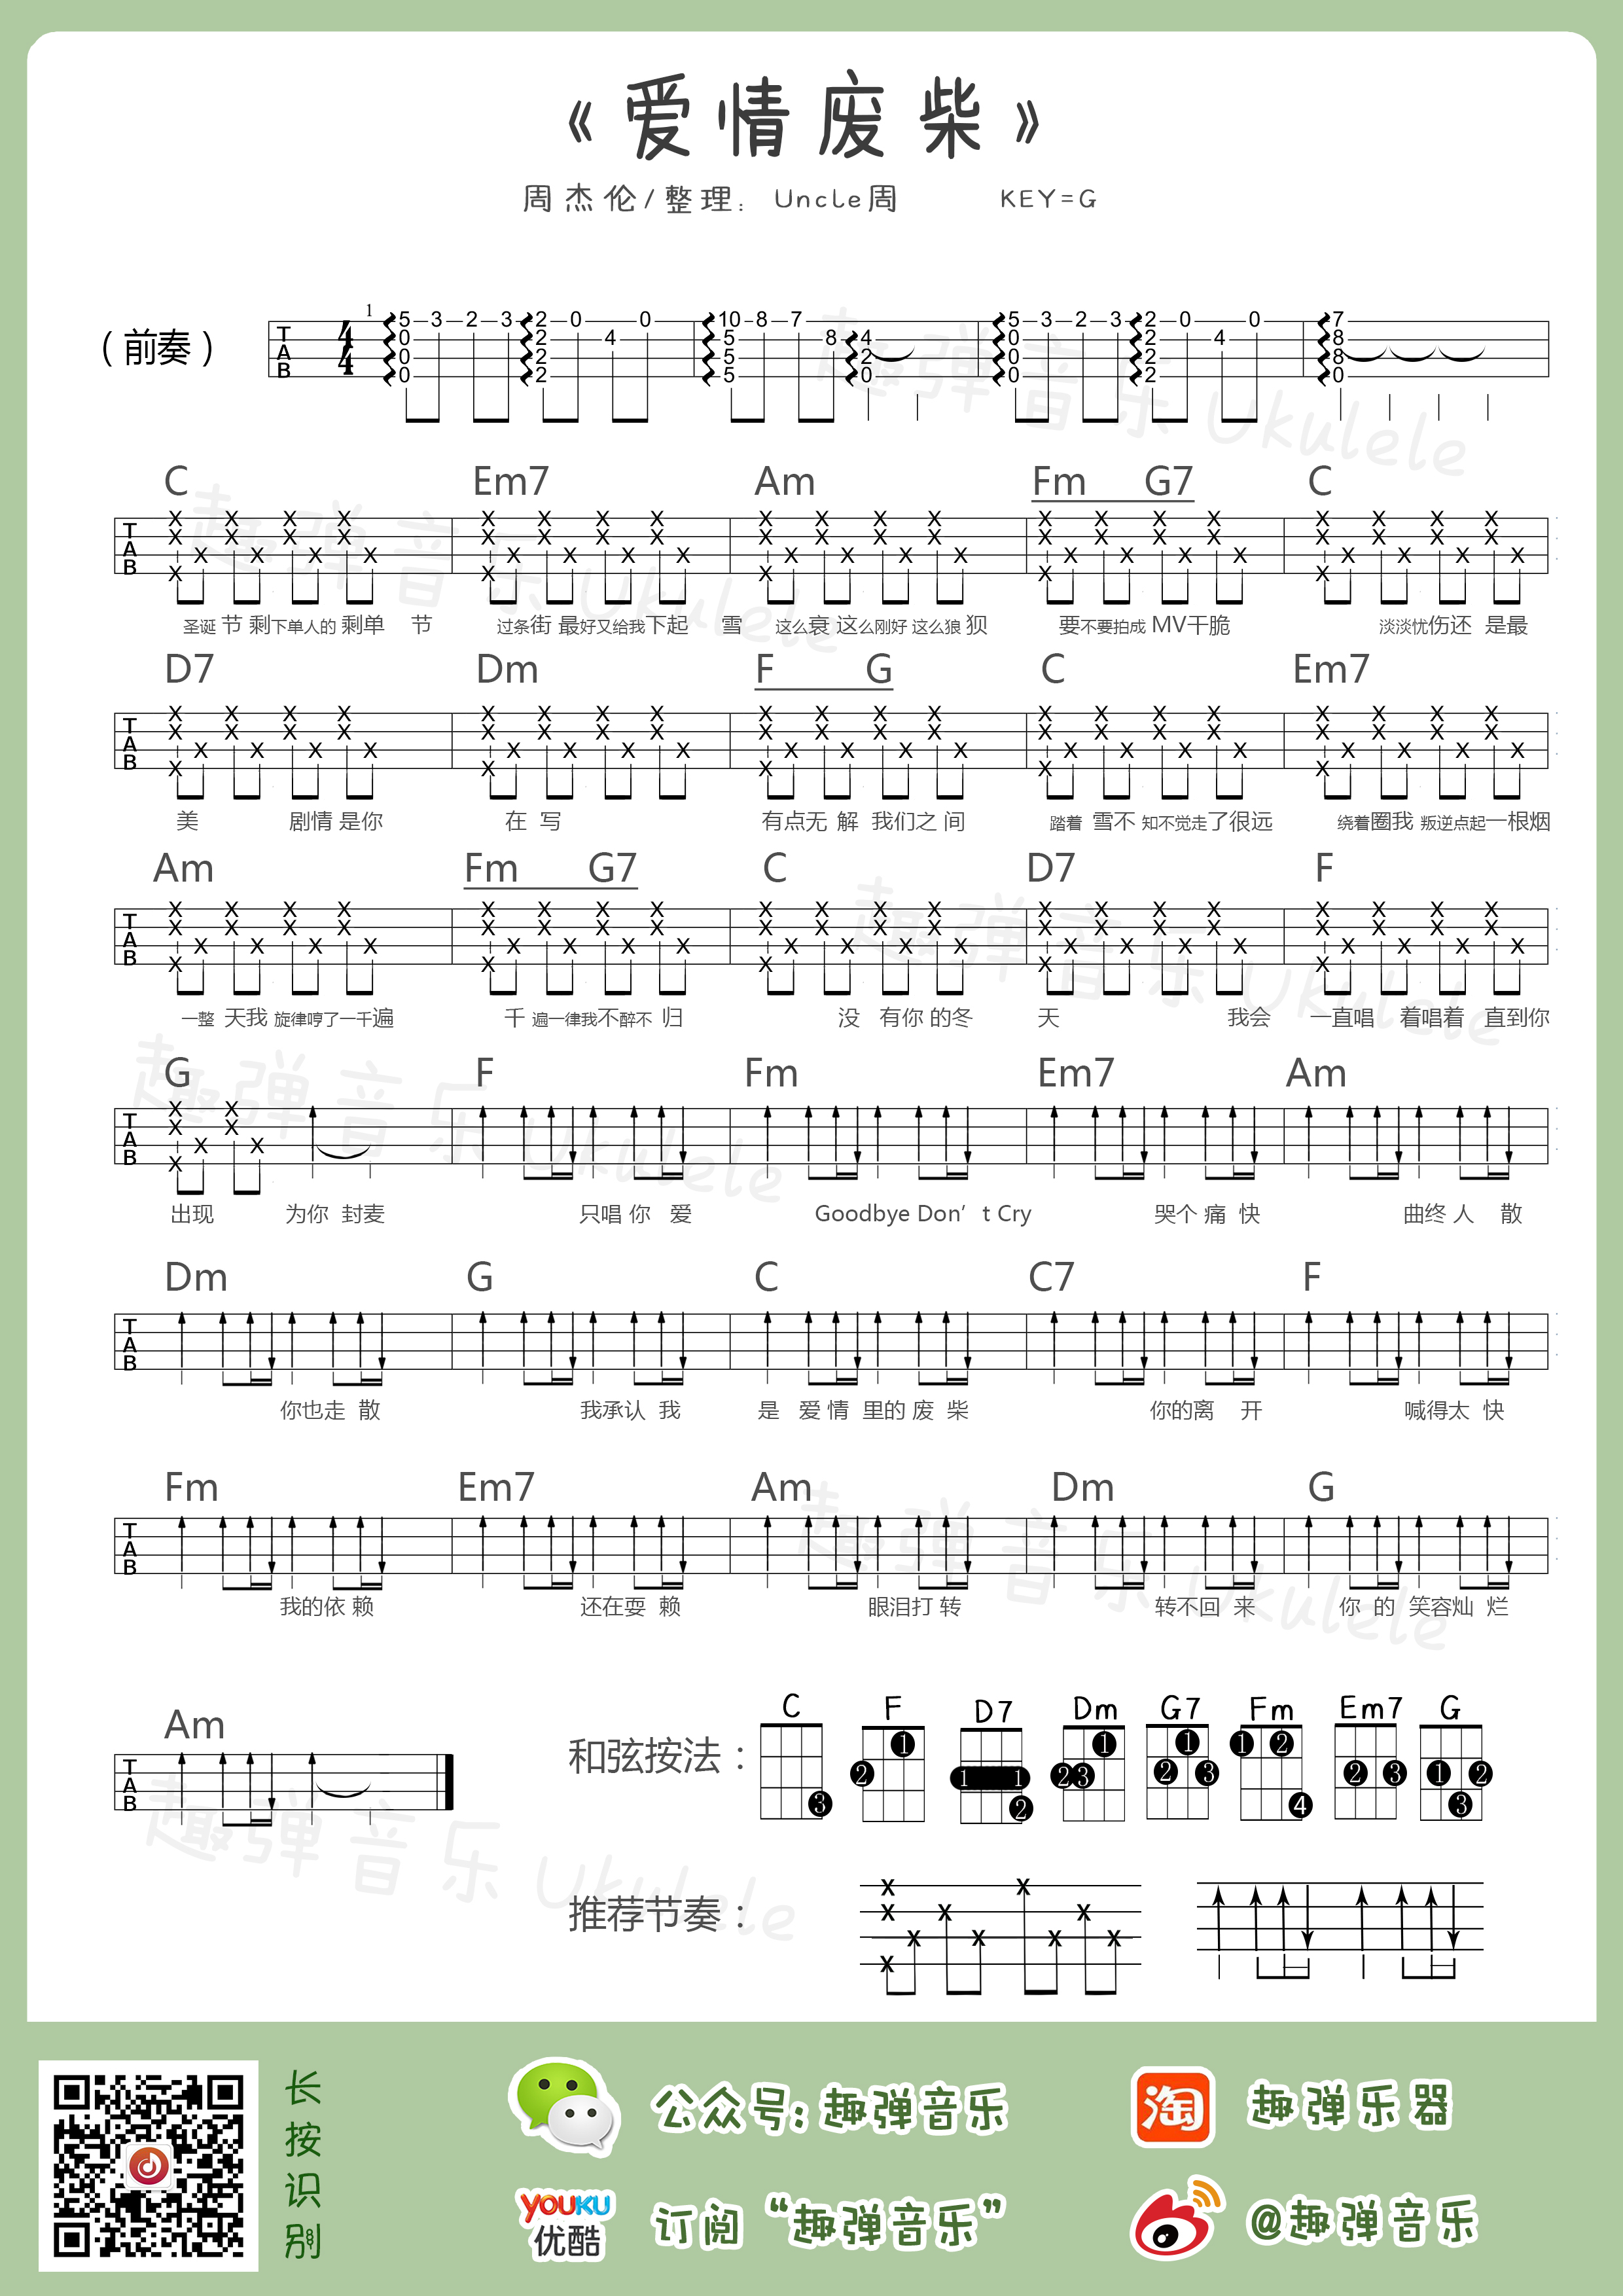 《爱情废柴》
周杰伦/整理：Uncle周 KEY=G
（前奏）
1
T A B 4/4
5 3 2 3 2 0 0 10 8 7 5 3 2 3 2 0 0 7
0 2 4 5 8 4 0 2 4 8
0 2 5 2 0 2 8
0 2 5 0 0 2 0
C Em7 Am Fm G7 C
圣诞节剩下单人的剩单 节 过条街最好又给我下起 雪 这么衰这么刚好这么狼狈 要不要拍成MV干脆 淡淡忧伤还 是最
D7 Dm F G C Em7
美 剧情是你 在写 有点无解 我们之间 踏着雪不知不觉走了很远 绕着圈我叛逆点起一根烟
Am Fm G7 C D7 F
一整天我旋律哼了一千遍 千遍一律我不醉不归 没 有你的冬 天 我会 一直唱 着唱着 直到你
G F Fm Em7 Am
出现 为你 封麦 只唱你 爱 Goodbye Don't Cry 哭个痛快 曲终人 散
Dm G C C7 F
你也走散 我承认我 是 爱情 里的废柴 你的离 开 喊得太快
Fm Em7 Am Dm G
我的依赖 还在耍 赖 眼泪打转 转不回 来 你的 笑容灿 烂
Am
和弦按法：
C F D7 Dm G7 Fm Em7 G
推荐节奏：
趣弹音乐 Ukulele
长按识别
公众号：趣弹音乐
淘 趣弹乐器
YOUKU 优酷 订阅“趣弹音乐”
@趣弹音乐